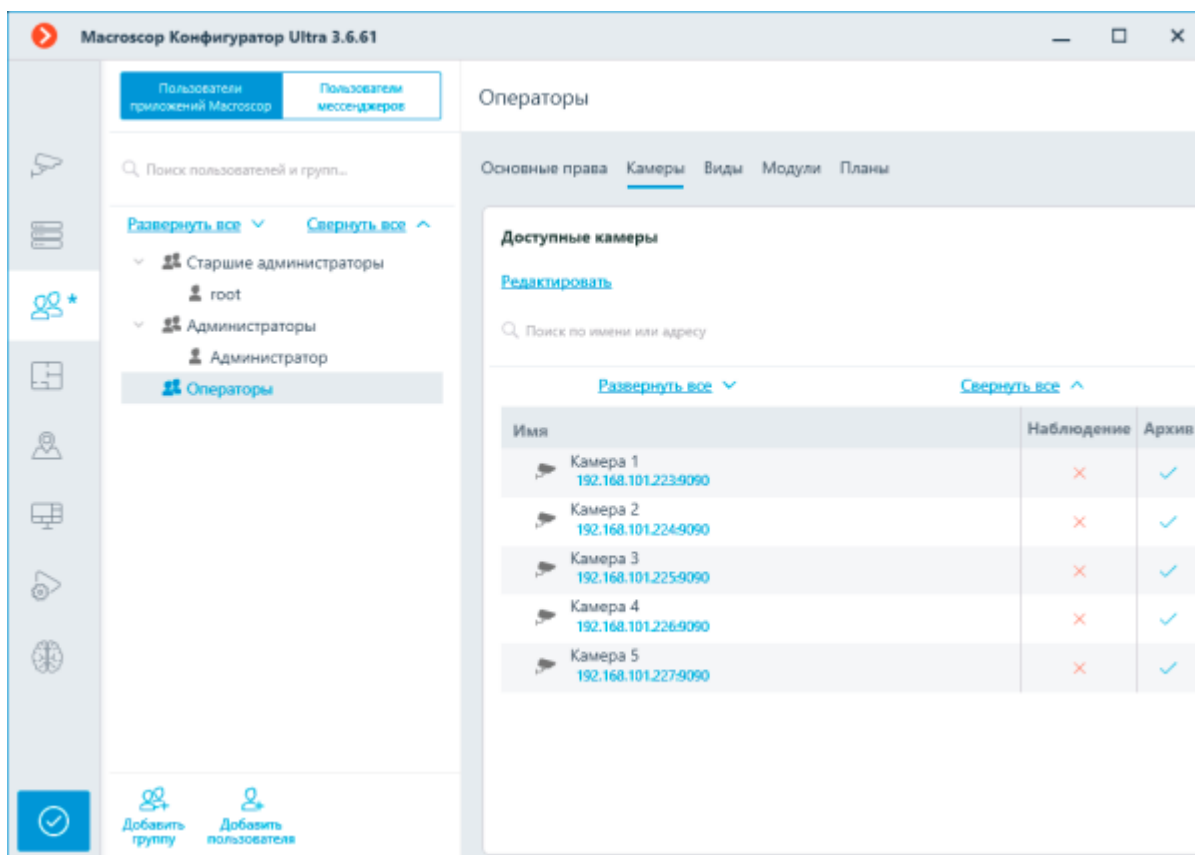 Macroscop Конфигуратор Ultra 3.6.61
Пользователи
приложений Macroscop
Пользователи
мессенджеров
Поиск пользователей и групп...
Развернуть все
Свернуть все
Старшие администраторы
root
Администраторы
Администратор
Операторы
Добавить
группу
Добавить
пользователя
Операторы
Основные права Камеры Виды Модули Планы
Доступные камеры
Редактировать
Поиск по имени или адресу
Развернуть все
Свернуть все
Имя Наблюдение Архив
Камера 1
192.168.101.223:9090
Камера 2
192.168.101.224:9090
Камера 3
192.168.101.225:9090
Камера 4
192.168.101.226:9090
Камера 5
192.168.101.227:9090